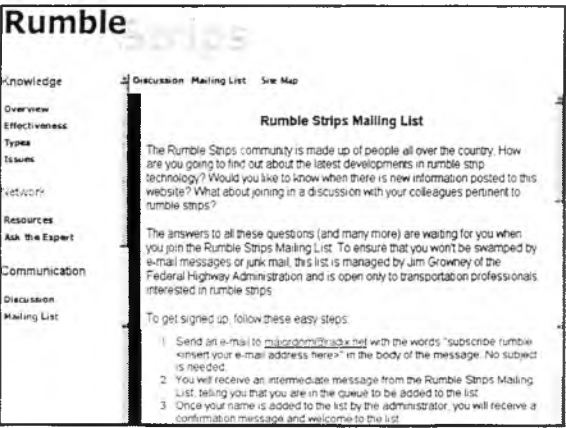 Rumble
Strips
Discussion Mailing List Site Map
Knowledge
Overview
Effectiveness
Types
Issues
Network
Resources
Ask the Expert
Communication
Discussion
Mailing List
Rumble Strips Mailing List
The Rumble Strips community is made up of people all over the country. How
are you going to find out about the latest developments in rumble strip
technology? Would you like to know when there is new information posted to this
website? What about joining in a discussion with your colleagues pertinent to
rumble strips?
The answers to all these questions (and many more) are waiting for you when
you join the Rumble Strips Mailing List. To ensure that you won't be swamped by
e-mail messages or junk mail, this list is managed by Jim Growney of the
Federal Highway Administration and is open only to transportation professionals
interested in rumble strips
To get signed up, follow these easy steps:
1 Send an e-mail to with the words "subscribe rumble
<insert your e-mail address here>" in the body of the message. No subject
is needed.
2 You will receive an intermediate message from the Rumble Strips Mailing
List, telling you that you are in the queue to be added to the list
3 Once your name is added to the list by the administrator, you will receive a
confirmation message and welcome to the list